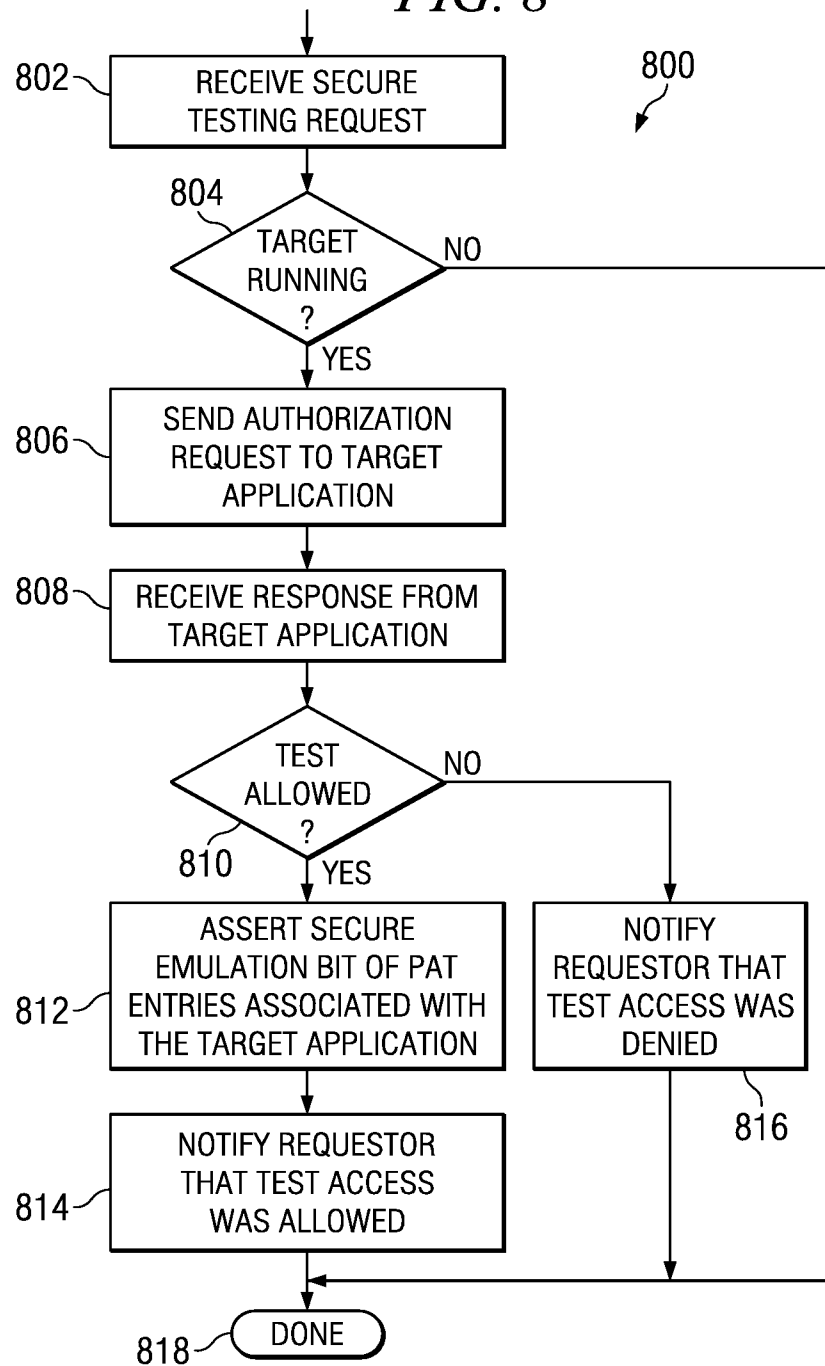 FIG. 8
800
802
RECEIVE SECURE
TESTING REQUEST
804
TARGET
RUNNING
?
NO
YES
806
SEND AUTHORIZATION
REQUEST TO TARGET
APPLICATION
808
RECEIVE RESPONSE FROM
TARGET APPLICATION
TEST
ALLOWED
?
810
NO
YES
812
ASSERT SECURE
EMULATION BIT OF PAT
ENTRIES ASSOCIATED WITH
THE TARGET APPLICATION
NOTIFY
REQUESTOR THAT
TEST ACCESS WAS
DENIED
816
814
NOTIFY REQUESTOR
THAT TEST ACCESS
WAS ALLOWED
818
DONE